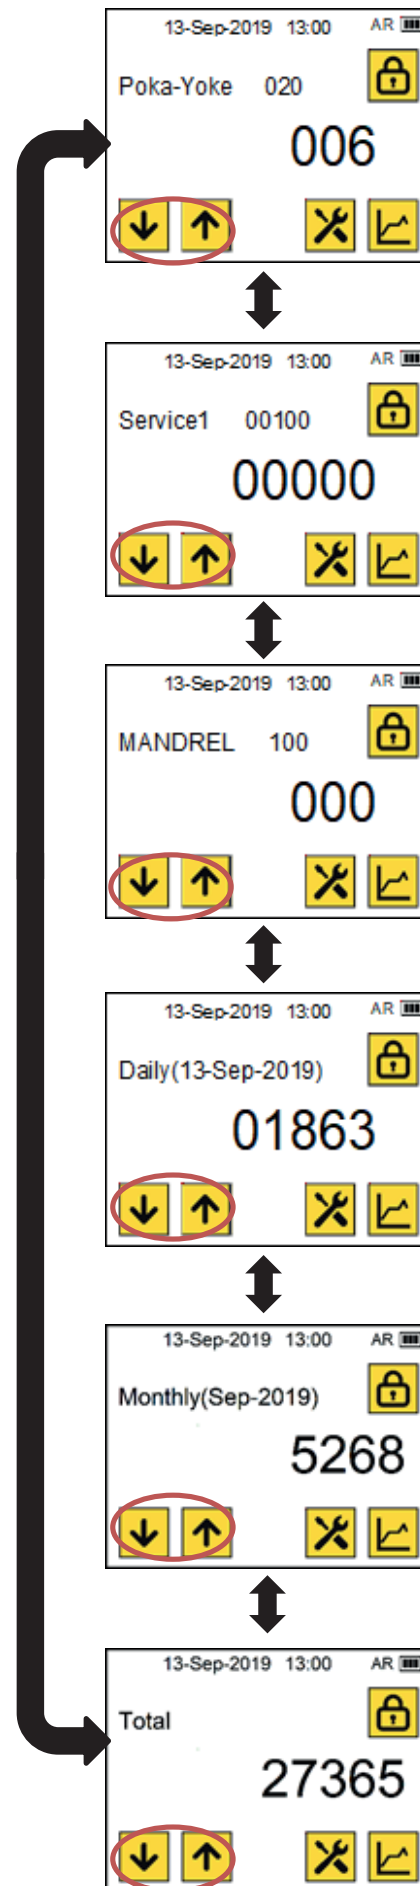 13-Sep-2019 13:00 AR
Poka-Yoke 020
006
13-Sep-2019 13:00 AR
Service1 00100
00000
13-Sep-2019 13:00 AR
MANDREL 100
000
13-Sep-2019 13:00 AR
Daily(13-Sep-2019)
01863
13-Sep-2019 13:00 AR
Monthly(Sep-2019)
5268
13-Sep-2019 13:00 AR
Total
27365